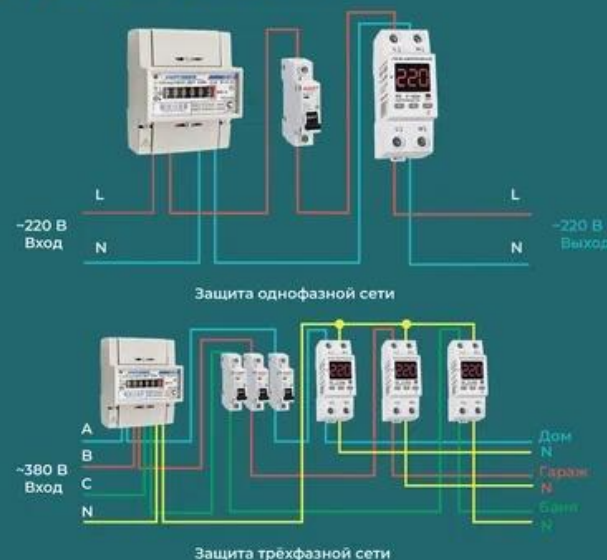 L
~220 В
Вход
N
220
L
~220 В
Выход
N
Защита однофазной сети
A
B
~380 В
Вход
C
N
220
220
220
Дом
N
Гараж
N
Баня
N
Защита трёхфазной сети